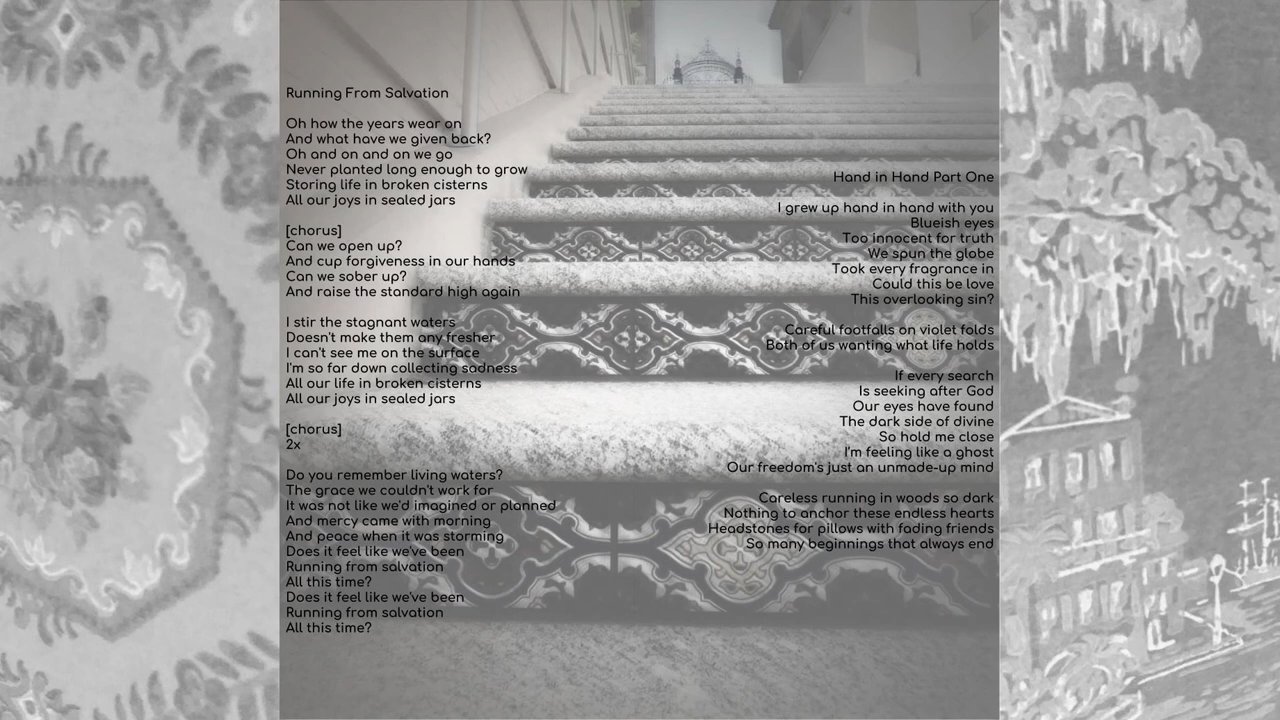 Running From Salvation
Oh how the years wear on
And what have we given back?
Oh and on and on we go
Never planted long enough to grow
Storing life in broken cisterns
All our joys in sealed jars
[chorus]
Can we open up?
And cup forgiveness in our hands
Can we sober up?
And raise the standard high again
I stir the stagnant waters
Doesn't make them any fresher
I can't see me on the surface
I'm so far down collecting sadness
All our life in broken cisterns
All our joys in sealed jars
[chorus]
2x
Do you remember living waters?
The grace we couldn't work for
It was not like we'd imagined or planned
And mercy came with morning
And peace when it was storming
Does it feel like we've been
Running from salvation
All this time?
Does it feel like we've been
Running from salvation
All this time?
Hand in Hand Part One
I grew up hand in hand with you
Blueish eyes
Too innocent for truth
We spun the globe
Took every fragrance in
Could this be love
This overlooking sin?
Careful footfalls on violet folds
Both of us wanting what life holds
If every search
Is seeking after God
Our eyes have found
The dark side of divine
So hold me close
I'm feeling like a ghost
Our freedom's just an unmade-up mind
Careless running in woods so dark
Nothing to anchor these endless hearts
Headstones for pillows with fading friends
So many beginnings that always end